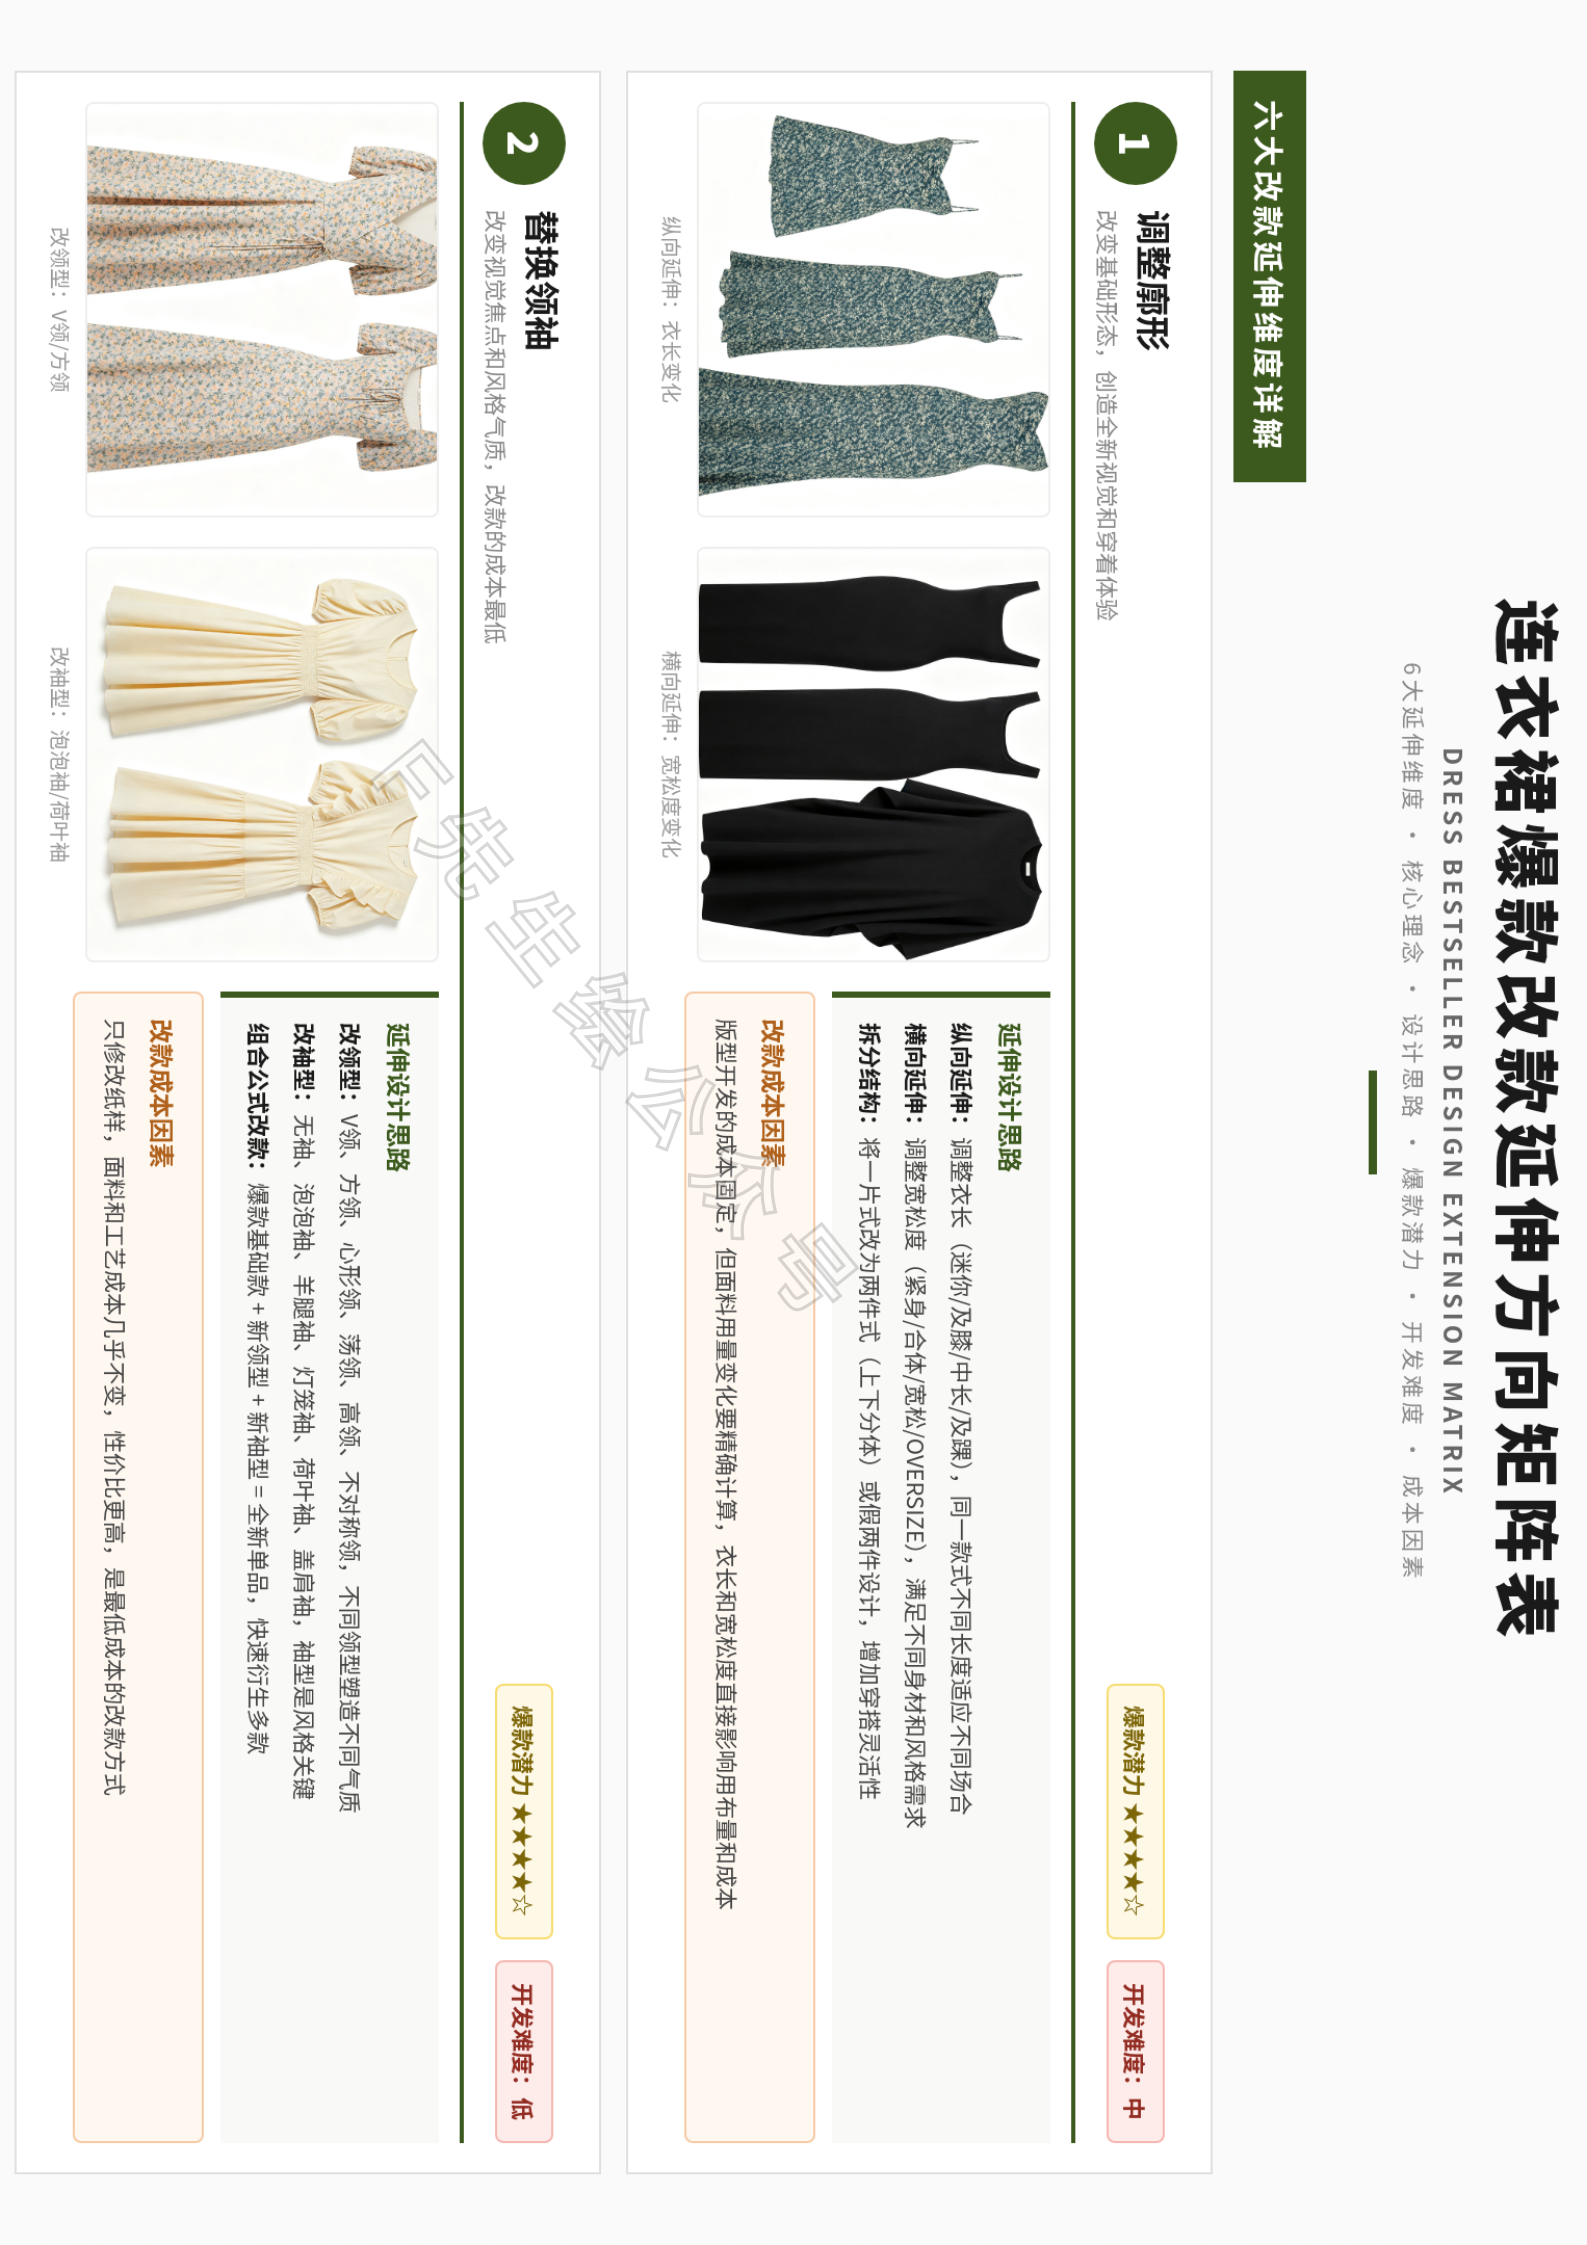 连衣裙爆款改款延伸方向矩阵表
DRESS BESTSELLER DESIGN EXTENSION MATRIX
6大延伸维度 • 核心理念 • 设计思路 • 爆款潜力 • 开发难度 • 成本因素
六大改款延伸维度详解
1
调整廓形
改变基础形态，创造全新视觉和穿着体验
爆款潜力 ★★★★☆
开发难度：中
纵向延伸：衣长变化
横向延伸：宽松度变化
延伸设计思路
纵向延伸：调整衣长（迷你/及膝/中长/及踝），同一款式不同长度适应不同场合
横向延伸：调整宽松度（紧身/合体/宽松/OVERSIZE），满足不同身材和风格需求
拆分结构：将一片式改为两件式（上下分体）或假两件设计，增加穿搭灵活性
改款成本因素
版型开发的成本固定，但面料用量变化要精确计算，衣长和宽松度直接影响用布量和成本
2
替换领袖
改变视觉焦点和风格气质，改款的成本最低
爆款潜力 ★★★★☆
开发难度：低
改领型：V领/方领
改袖型：泡泡袖/荷叶袖
延伸设计思路
改领型：V领、方领、心形领、荡领、高领、不对称领，不同领型塑造不同气质
改袖型：无袖、泡泡袖、羊腿袖、灯笼袖、荷叶袖、盖肩袖，袖型是风格关键
组合公式改款：爆款基础款 + 新领型 + 新袖型 = 全新单品，快速衍生多款
改款成本因素
只修改纸样，面料和工艺成本几乎不变，性价比更高，是最低成本的改款方式
E先生绘公众号